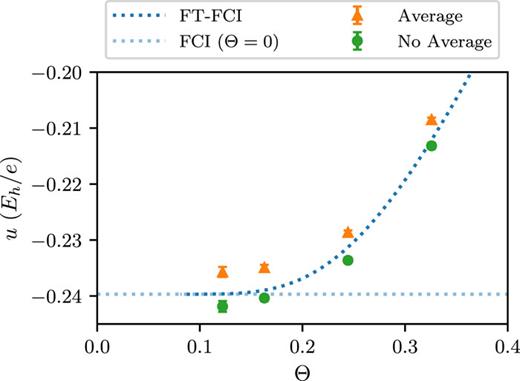 FT-FCI
FCI (Θ = 0)
Average
No Average
−0.20
−0.21
−0.22
−0.23
−0.24
u (E_h/e)
0.0 0.1 0.2 0.3 0.4
Θ